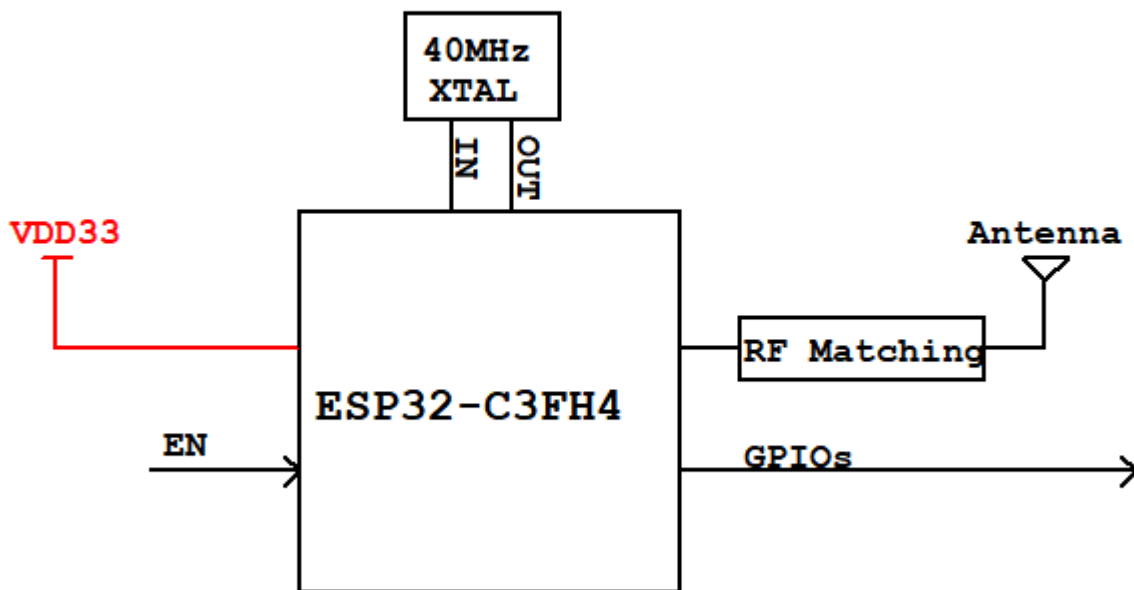 40MHz
XTAL
IN
OUT
VDD33
Antenna
RF Matching
ESP32-C3FH4
EN
GPIOs